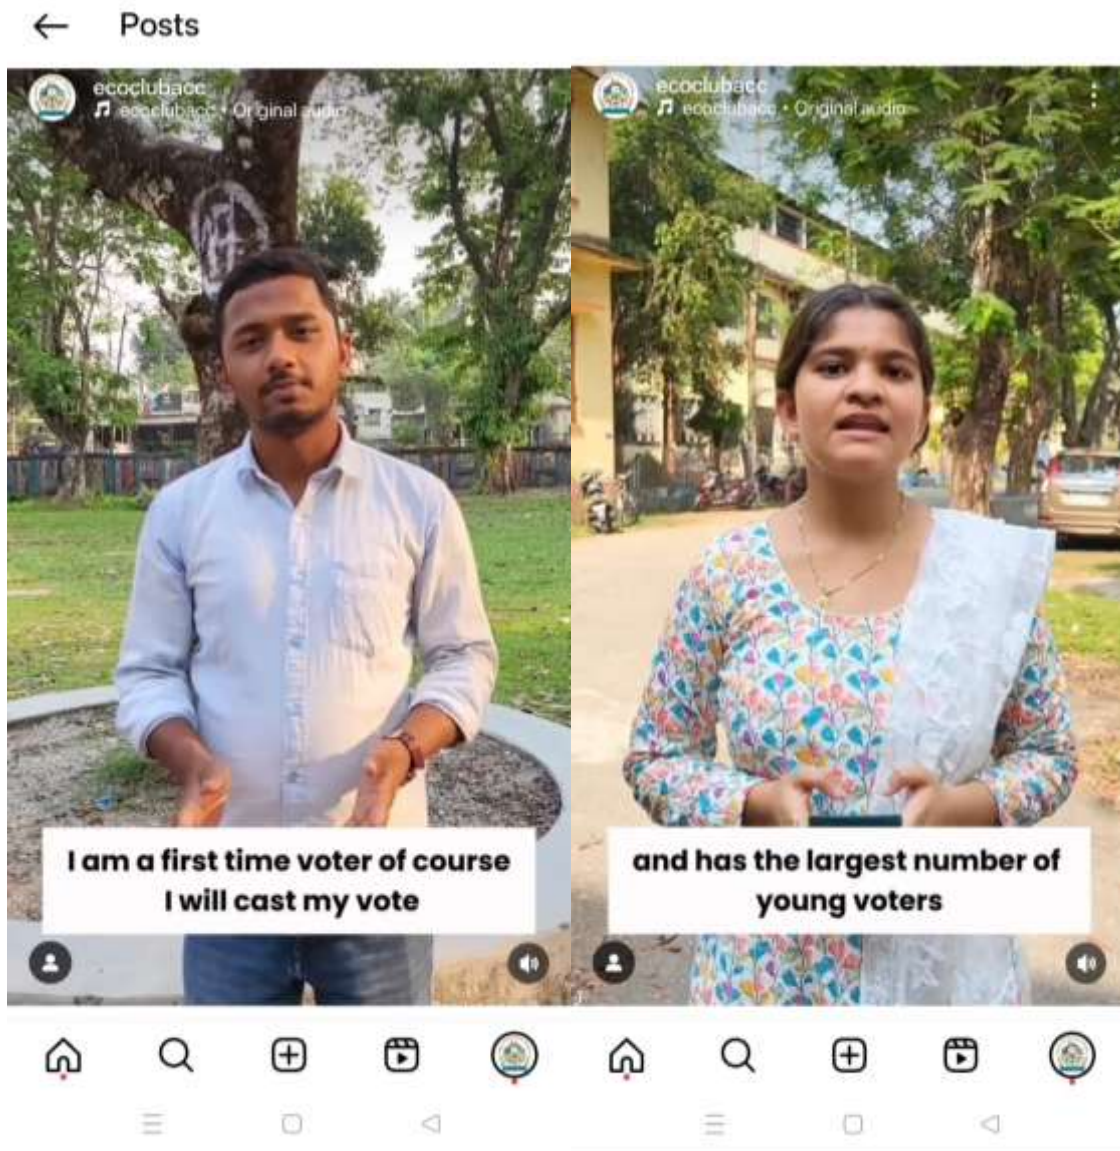 Posts
ecoclubacc
ecoclubacc • Original audio
I am a first time voter of course
I will cast my vote
ecoclubacc
ecoclubacc • Original audio
and has the largest number of
young voters